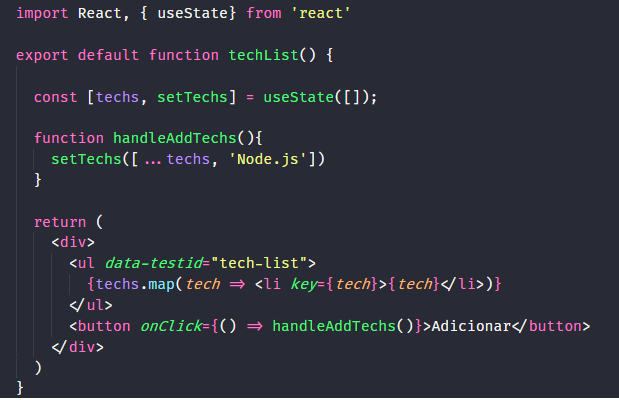 import React, { useState} from 'react'
export default function techList() {
const [techs, setTechs] = useState([]);
function handleAddTechs(){
setTechs([...techs, 'Node.js'])
}
return (
<div>
<ul data-testid="tech-list">
{techs.map(tech => <li key={tech}>{tech}</li>)}
</ul>
<button onClick={() => handleAddTechs()}>Adicionar</button>
</div>
)
}